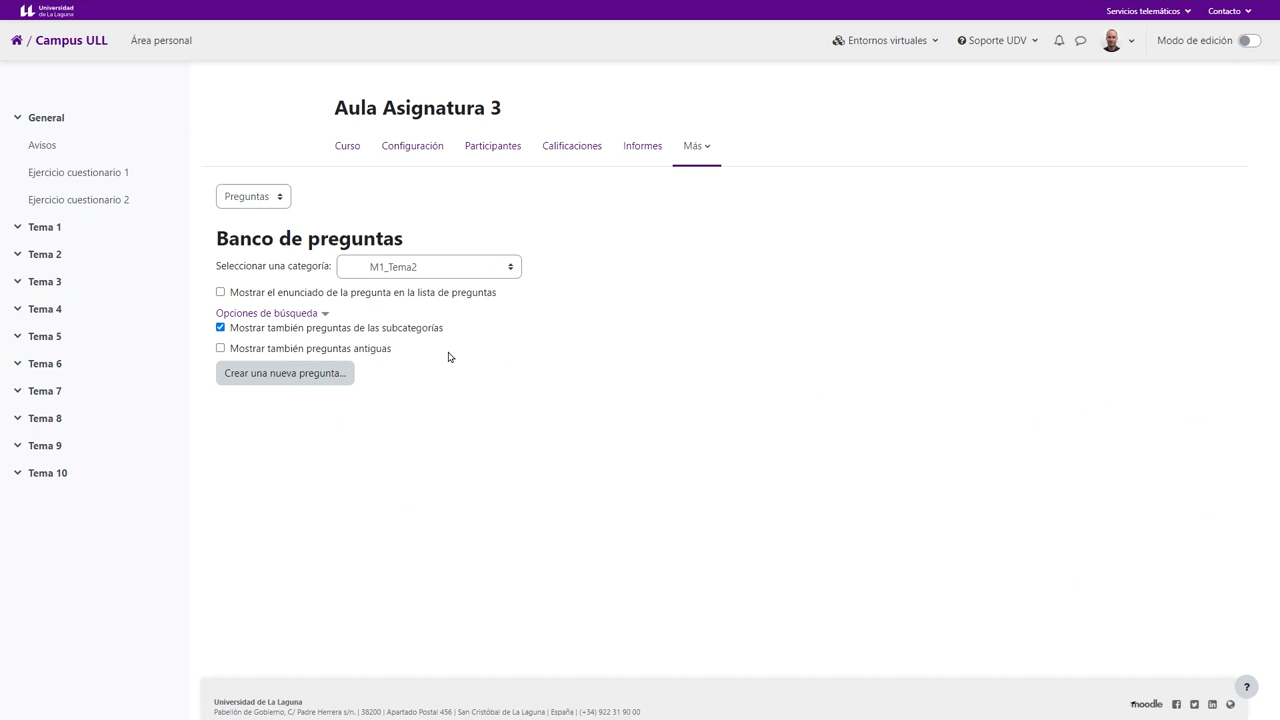 Universidad
de La Laguna
Servicios telemáticos
Contacto
/ Campus ULL
Área personal
Entornos virtuales
Soporte UDV
Modo de edición
General
Avisos
Ejercicio cuestionario 1
Ejercicio cuestionario 2
Tema 1
Tema 2
Tema 3
Tema 4
Tema 5
Tema 6
Tema 7
Tema 8
Tema 9
Tema 10
Aula Asignatura 3
Curso
Configuración
Participantes
Calificaciones
Informes
Más
Preguntas
Banco de preguntas
Seleccionar una categoría:
M1_Tema2
Mostrar el enunciado de la pregunta en la lista de preguntas
Opciones de búsqueda
Mostrar también preguntas de las subcategorías
Mostrar también preguntas antiguas
Crear una nueva pregunta...
Universidad de La Laguna
Pabellón de Gobierno, C/ Padre Herrera s/n. | 38200 | Apartado Postal 456 | San Cristóbal de La Laguna | España | (+34) 922 31 90 00
moodle
?